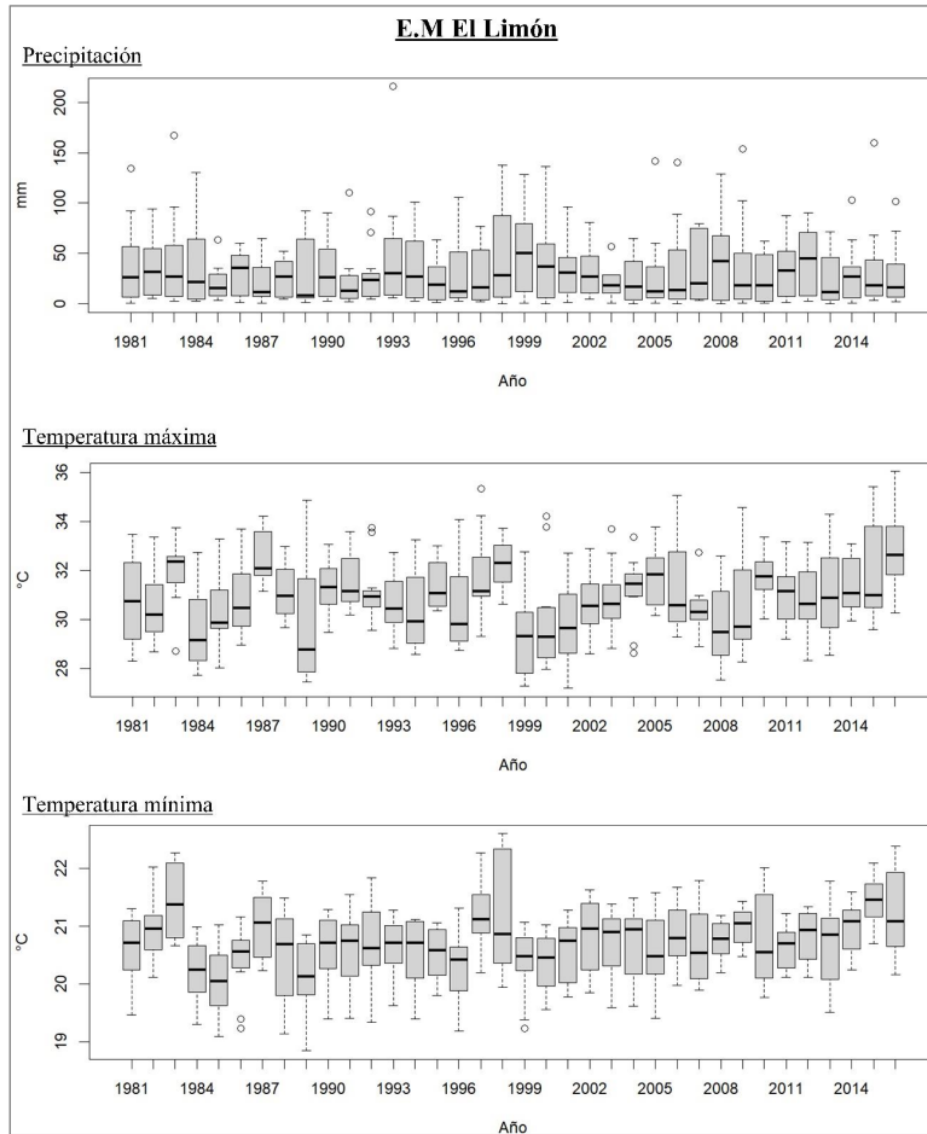 E.M El Limón
Precipitación
200
150
100
50
0
mm
1981 1984 1987 1990 1993 1996 1999 2002 2005 2008 2011 2014
Año
Temperatura máxima
36
34
32
30
28
°C
1981 1984 1987 1990 1993 1996 1999 2002 2005 2008 2011 2014
Año
Temperatura mínima
22
21
20
19
°C
1981 1984 1987 1990 1993 1996 1999 2002 2005 2008 2011 2014
Año